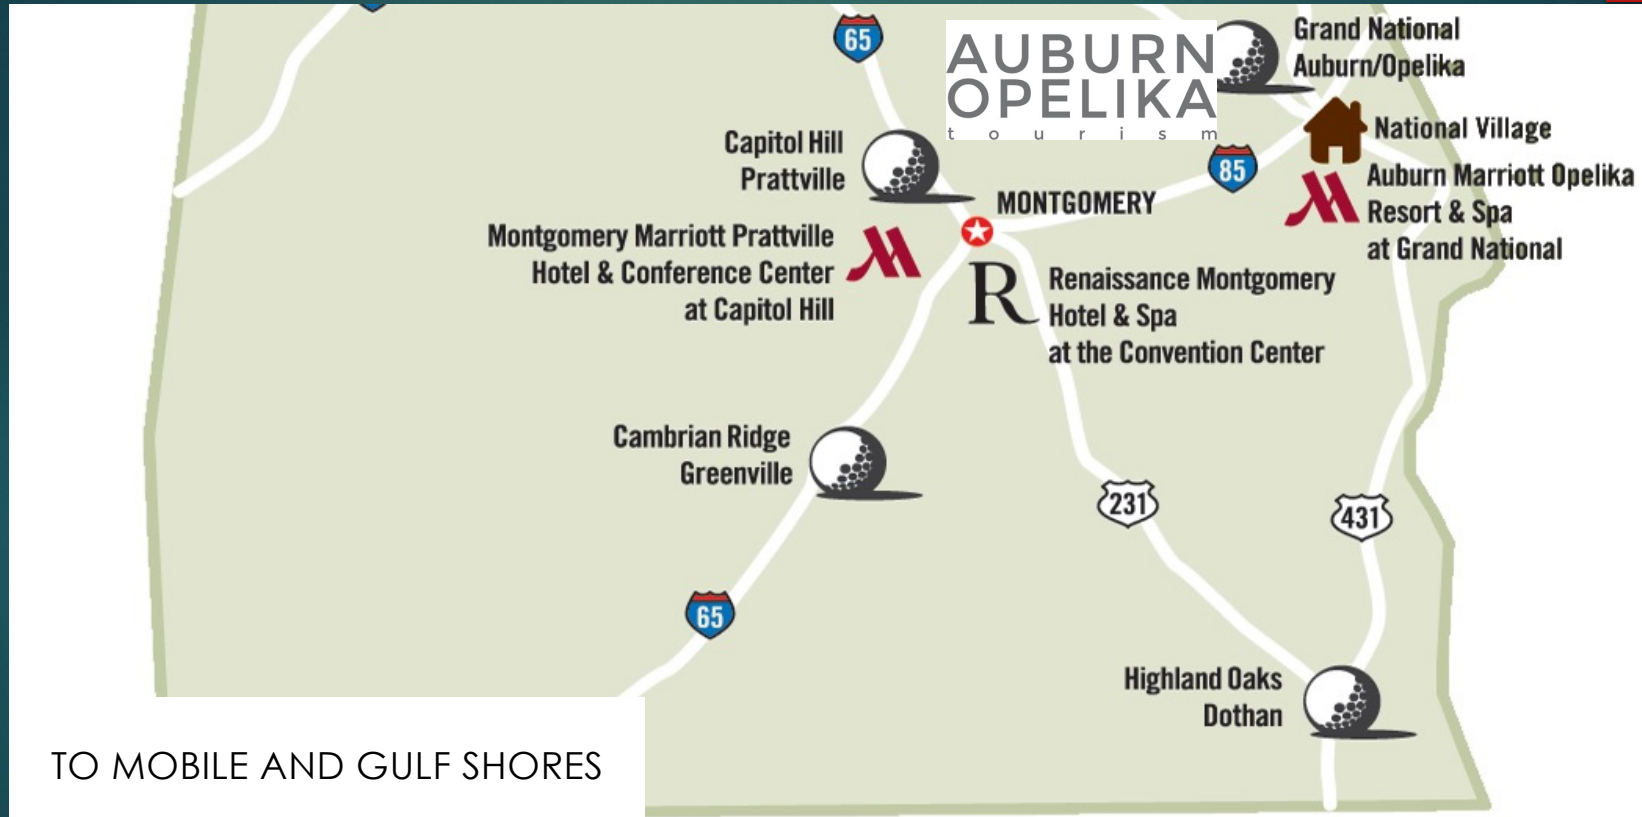 65
AUBURN
OPELIKA
tourism
Grand National
Auburn/Opelika
National Village
Capitol Hill
Prattville
85
Auburn Marriott Opelika
Resort & Spa
at Grand National
MONTGOMERY
Montgomery Marriott Prattville
Hotel & Conference Center
at Capitol Hill
R
Renaissance Montgomery
Hotel & Spa
at the Convention Center
Cambrian Ridge
Greenville
231
431
65
Highland Oaks
Dothan
TO MOBILE AND GULF SHORES